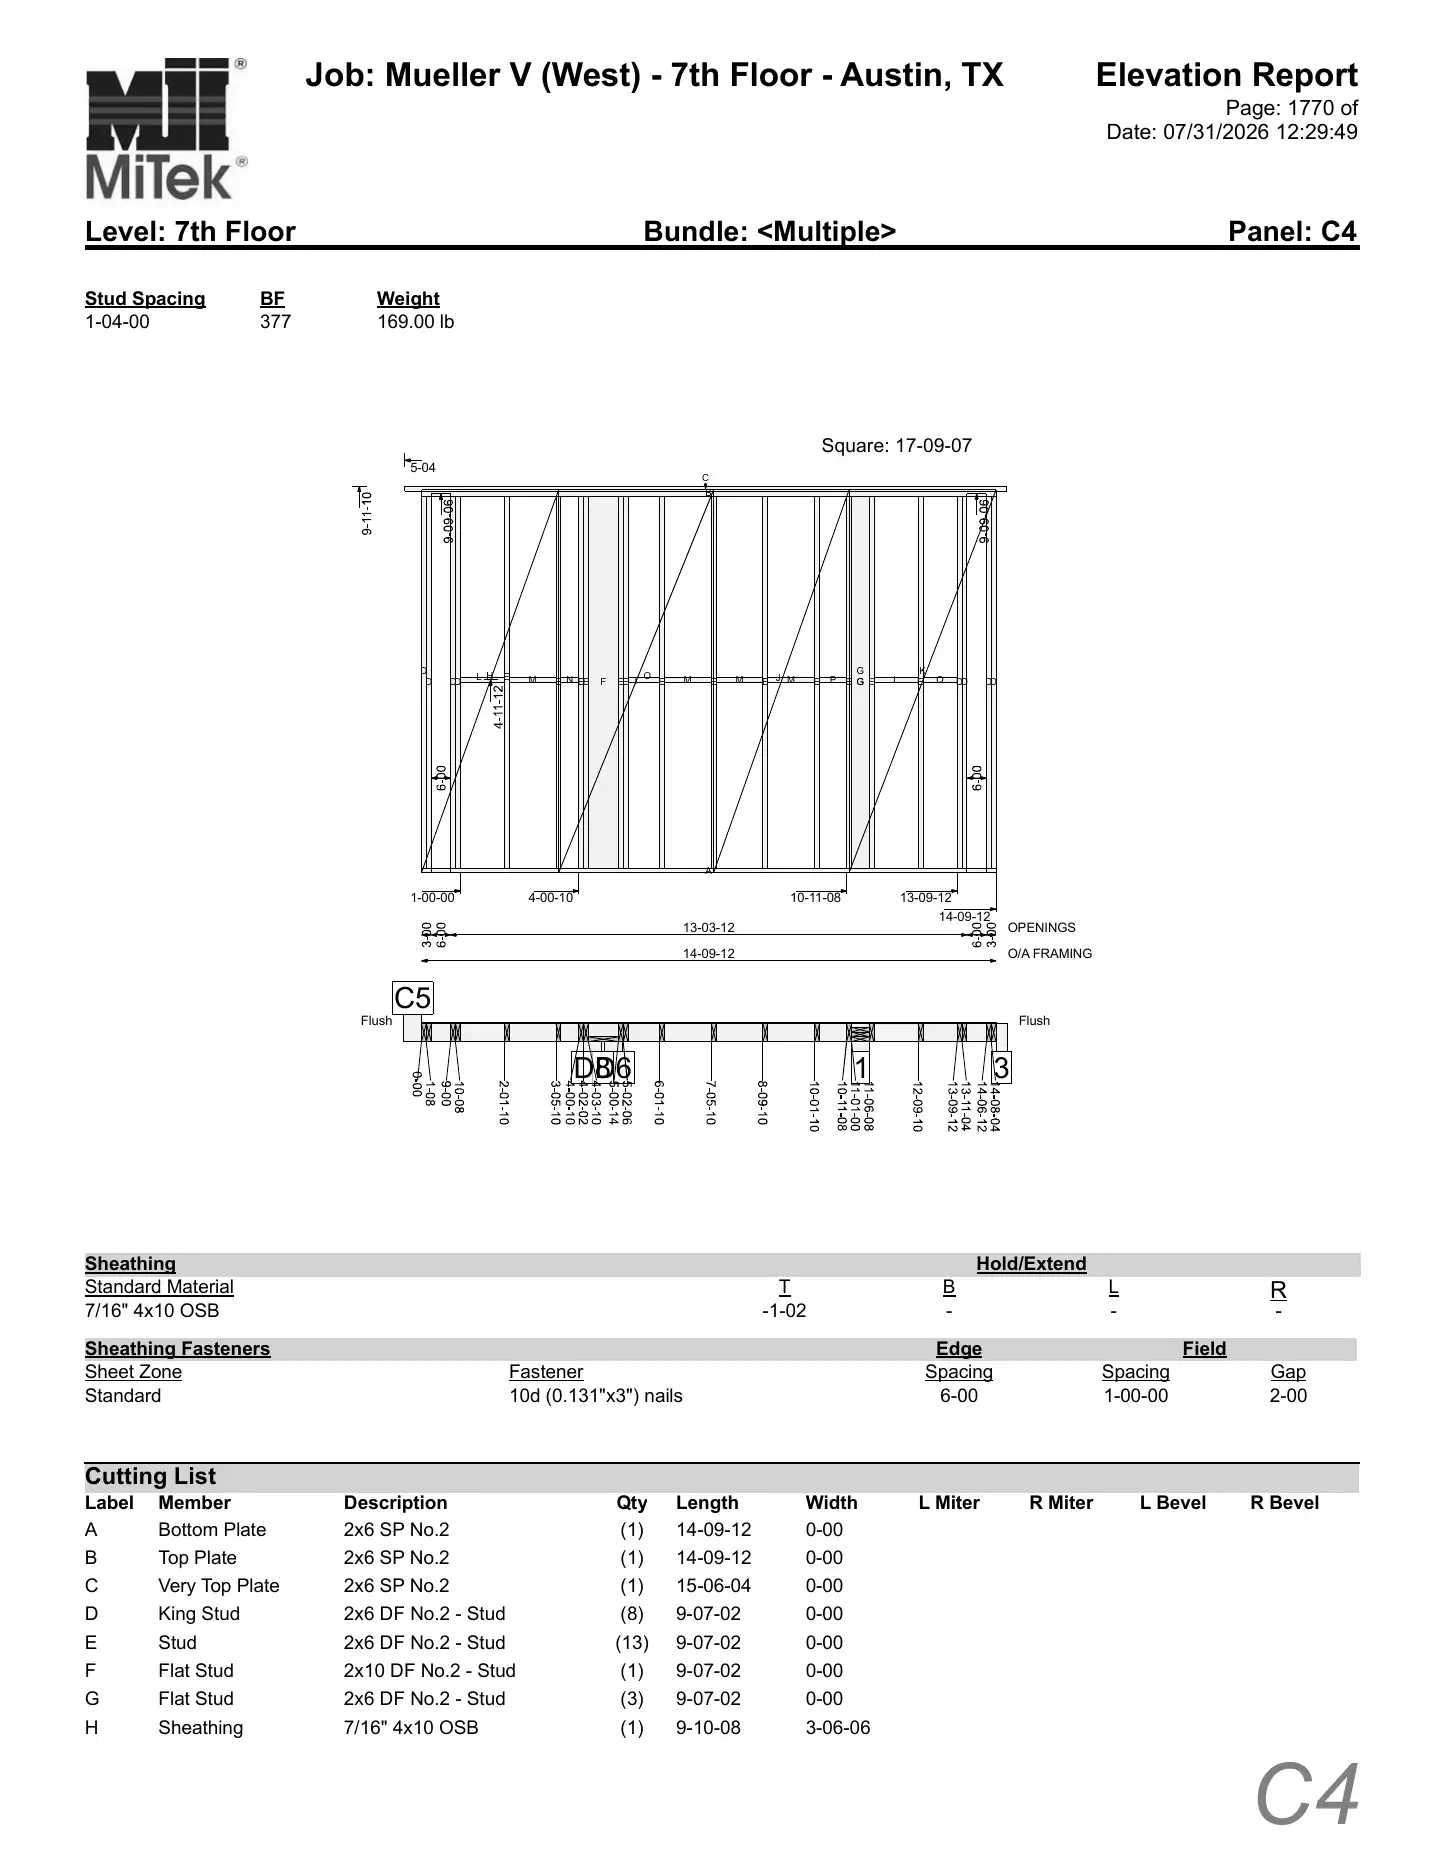 Job: Mueller V (West) - 7th Floor - Austin, TX
Elevation Report
Page: 1770 of
Date: 07/31/2026 12:29:49
MiTek
Level: 7th Floor
Bundle: <Multiple>
Panel: C4
Stud Spacing BF Weight
1-04-00 377 169.00 lb
Square: 17-09-07
5-04
C
B
9-11-10
9-09-06
9-09-06
D
G
K
L H E M N F O M M J M P G I Q
4-11-12
6-00
6-00
A
1-00-00 4-00-10 10-11-08 13-09-12
14-09-12
3-00 6-00 13-03-12 6-00 3-00 OPENINGS
14-09-12 O/A FRAMING
C5
Flush
Flush
1
3
0-00 1-08 9-00 10-08 2-01-10 3-05-10 4-00-10 4-02-02 4-03-10 5-00-14 5-02-06 6-01-10 7-05-10 8-09-10 10-01-10 10-11-08 11-01-00 11-06-08 12-09-10 13-09-12 13-11-04 14-06-12 14-08-04
Sheathing Hold/Extend
Standard Material T B L R
7/16" 4x10 OSB -1-02 - - -
Sheathing Fasteners Edge Field
Sheet Zone Fastener Spacing Spacing Gap
Standard 10d (0.131"x3") nails 6-00 1-00-00 2-00
Cutting List
Label Member Description Qty Length Width L Miter R Miter L Bevel R Bevel
A Bottom Plate 2x6 SP No.2 (1) 14-09-12 0-00
B Top Plate 2x6 SP No.2 (1) 14-09-12 0-00
C Very Top Plate 2x6 SP No.2 (1) 15-06-04 0-00
D King Stud 2x6 DF No.2 - Stud (8) 9-07-02 0-00
E Stud 2x6 DF No.2 - Stud (13) 9-07-02 0-00
F Flat Stud 2x10 DF No.2 - Stud (1) 9-07-02 0-00
G Flat Stud 2x6 DF No.2 - Stud (3) 9-07-02 0-00
H Sheathing 7/16" 4x10 OSB (1) 9-10-08 3-06-06
C4